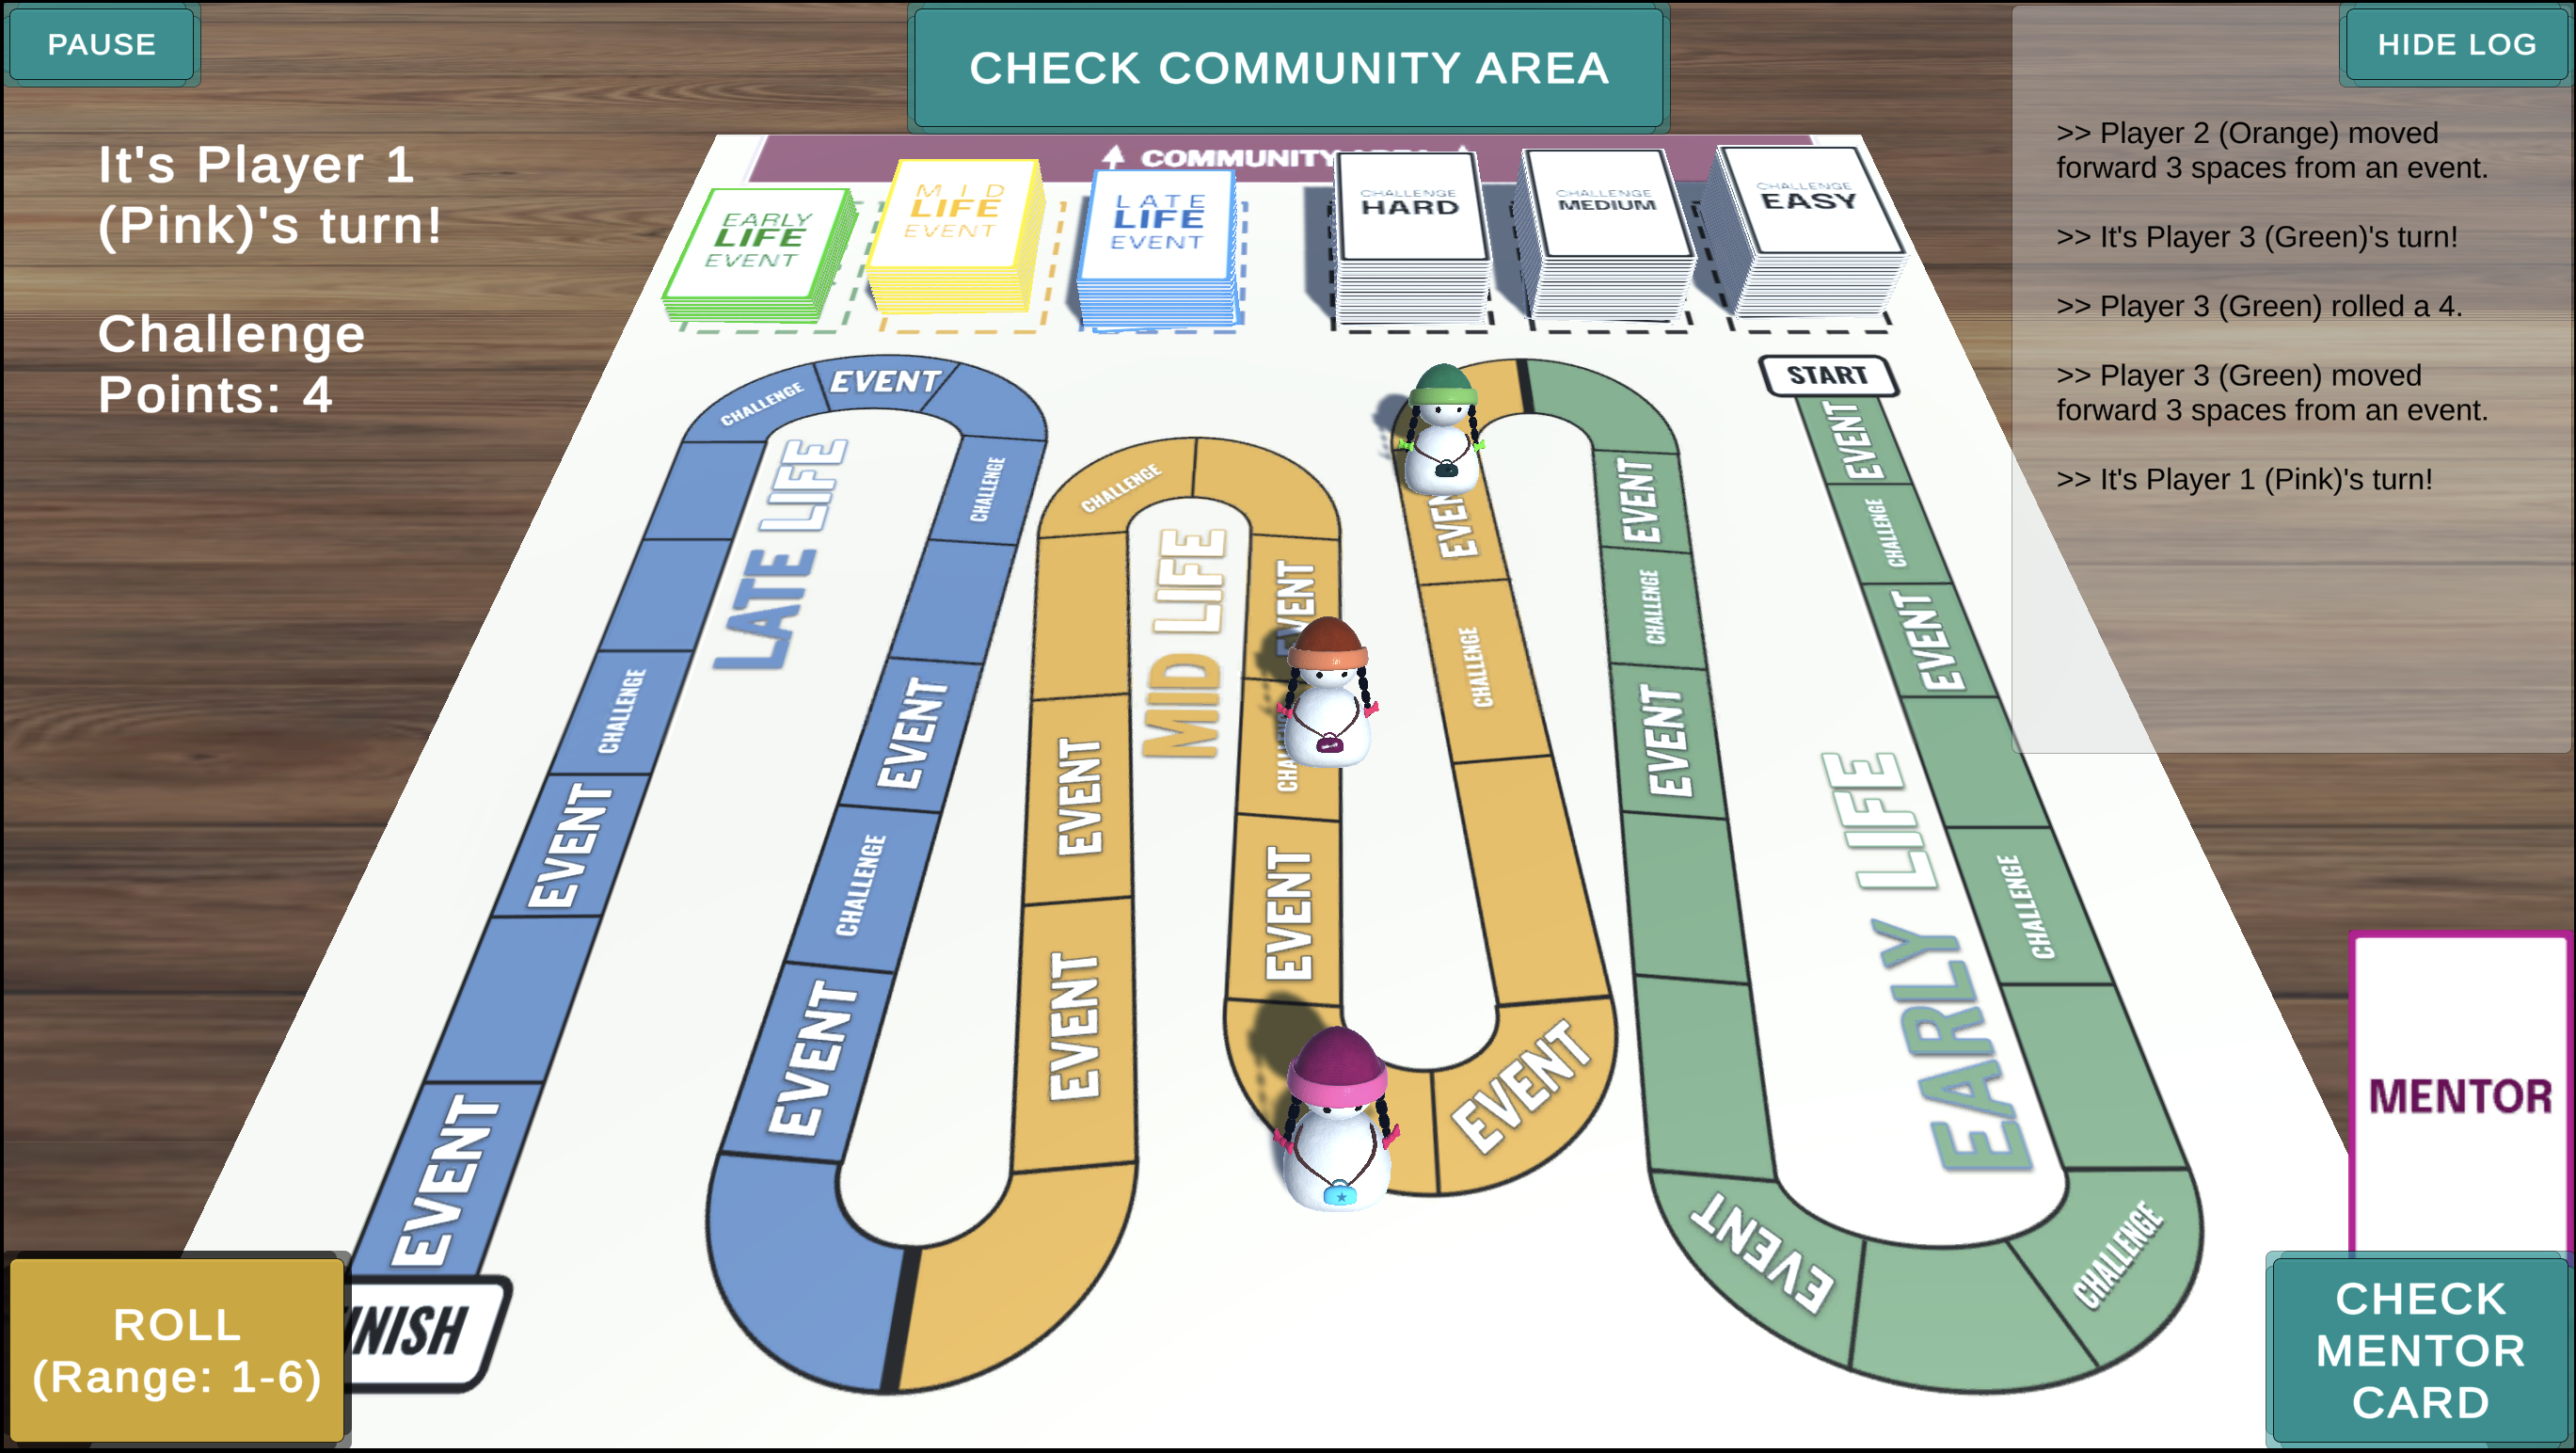 PAUSE
CHECK COMMUNITY AREA
HIDE LOG
It's Player 1
(Pink)'s turn!
Challenge
Points: 4
>> Player 2 (Orange) moved
forward 3 spaces from an event.
>> It's Player 3 (Green)'s turn!
>> Player 3 (Green) rolled a 4.
>> Player 3 (Green) moved
forward 3 spaces from an event.
>> It's Player 1 (Pink)'s turn!
COMMUNITY
EARLY
LIFE
EVENT
MID
LIFE
EVENT
LATE
LIFE
EVENT
CHALLENGE
HARD
CHALLENGE
MEDIUM
CHALLENGE
EASY
START
EVENT
CHALLENGE
EVENT
CHALLENGE
CHALLENGE
EVENT
EVENT
CHALLENGE
EVENT
EARLY LIFE
EVENT
CHALLENGE
EVENT
EVENT
EVENT
CHALLENGE
EVENT
EVENT
MID LIFE
EVENT
CHALLENGE
EVENT
CHALLENGE
EVENT
CHALLENGE
LATE LIFE
CHALLENGE
EVENT
EVENT
MENTOR
ROLL
(Range: 1-6)
CHECK
MENTOR
CARD